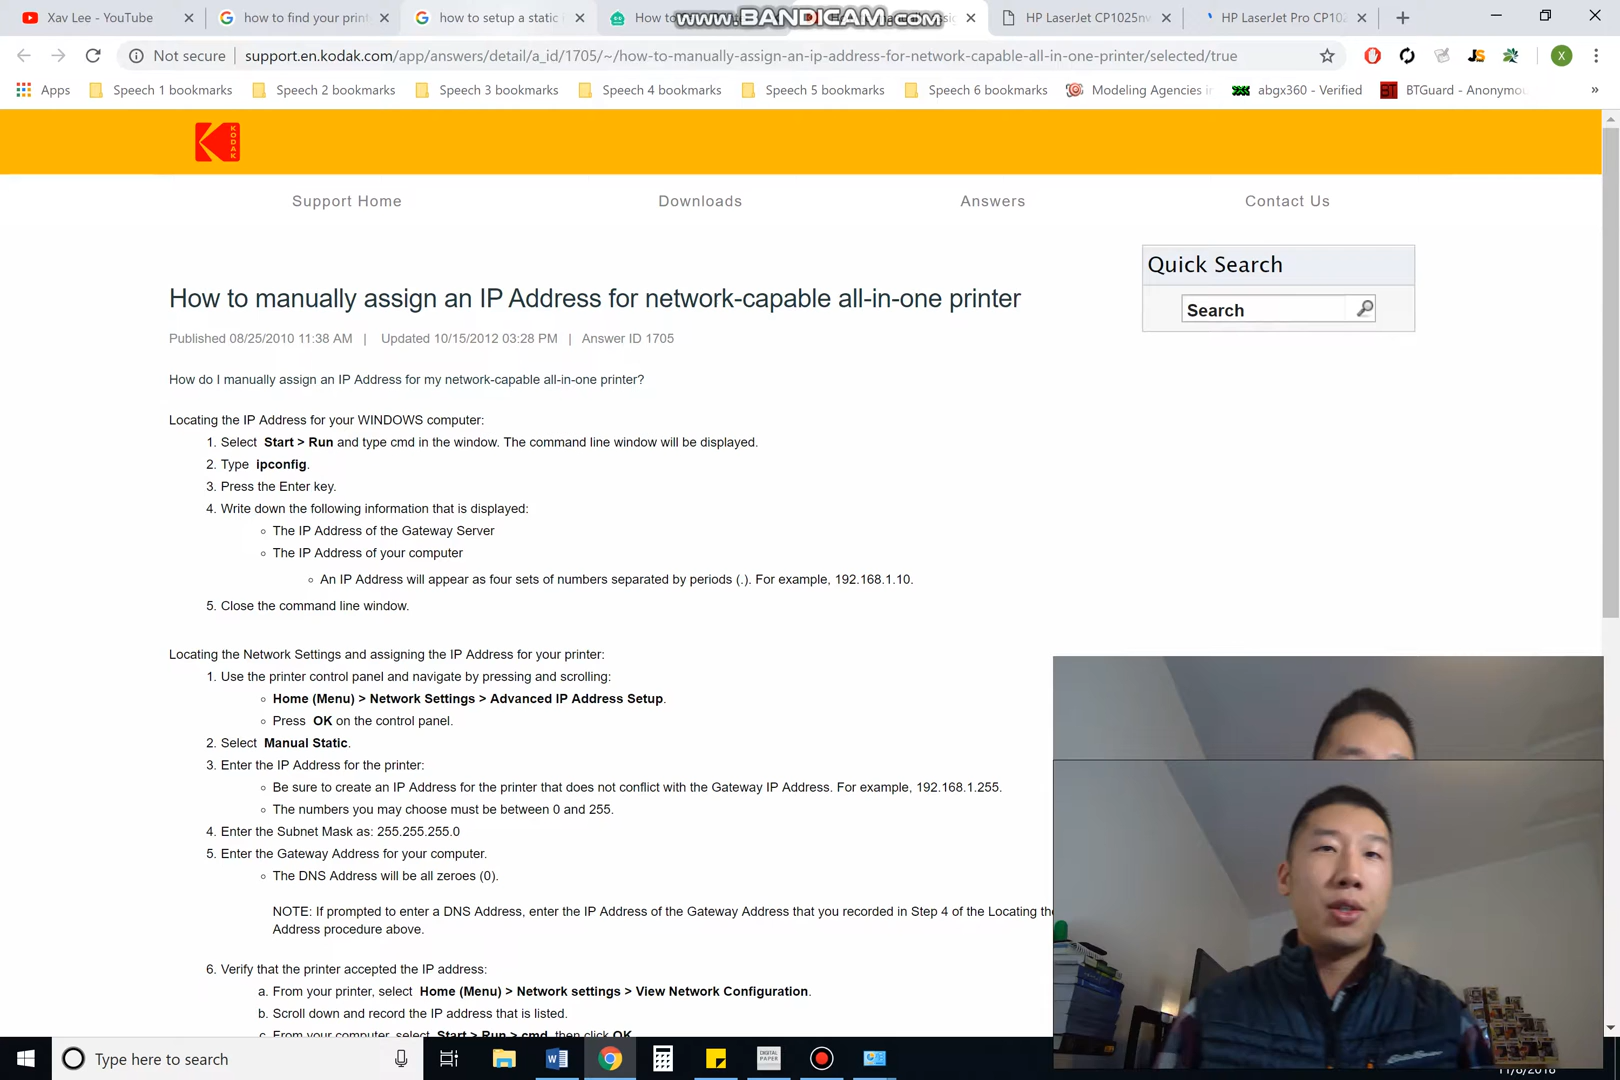 Xav Lee - YouTube
how to find your print
how to setup a static
How to
www.BANDICAM.com
HP LaserJet CP1025nw
HP LaserJet Pro CP102
Not secure
support.en.kodak.com/app/answers/detail/a_id/1705/~/how-to-manually-assign-an-ip-address-for-network-capable-all-in-one-printer/selected/true
X
Apps
Speech 1 bookmarks
Speech 2 bookmarks
Speech 3 bookmarks
Speech 4 bookmarks
Speech 5 bookmarks
Speech 6 bookmarks
Modeling Agencies in
abgx360 - Verified
BTGuard - Anonymou
»
KODAK
Support Home
Downloads
Answers
Contact Us
Quick Search
Search
How to manually assign an IP Address for network-capable all-in-one printer
Published 08/25/2010 11:38 AM | Updated 10/15/2012 03:28 PM | Answer ID 1705
How do I manually assign an IP Address for my network-capable all-in-one printer?
Locating the IP Address for your WINDOWS computer:
1. Select Start > Run and type cmd in the window. The command line window will be displayed.
2. Type ipconfig.
3. Press the Enter key.
4. Write down the following information that is displayed:
The IP Address of the Gateway Server
The IP Address of your computer
An IP Address will appear as four sets of numbers separated by periods (.). For example, 192.168.1.10.
5. Close the command line window.
Locating the Network Settings and assigning the IP Address for your printer:
1. Use the printer control panel and navigate by pressing and scrolling:
Home (Menu) > Network Settings > Advanced IP Address Setup.
Press OK on the control panel.
2. Select Manual Static.
3. Enter the IP Address for the printer:
Be sure to create an IP Address for the printer that does not conflict with the Gateway IP Address. For example, 192.168.1.255.
The numbers you may choose must be between 0 and 255.
4. Enter the Subnet Mask as: 255.255.255.0
5. Enter the Gateway Address for your computer.
The DNS Address will be all zeroes (0).
NOTE: If prompted to enter a DNS Address, enter the IP Address of the Gateway Address that you recorded in Step 4 of the Locating the
Address procedure above.
6. Verify that the printer accepted the IP address:
a. From your printer, select Home (Menu) > Network settings > View Network Configuration.
b. Scroll down and record the IP address that is listed.
c. From your computer, select Start > Run > cmd, then click OK.
Type here to search
DIGITAL PAPER
11/6/2018